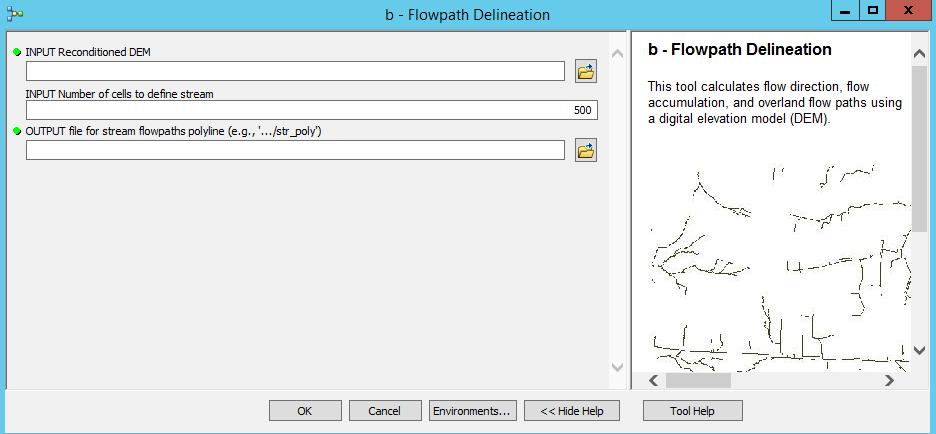 b - Flowpath Delineation
INPUT Reconditioned DEM
INPUT Number of cells to define stream
500
OUTPUT file for stream flowpaths polyline (e.g., '.../str_poly')
b - Flowpath Delineation
This tool calculates flow direction, flow
accumulation, and overland flow paths using
a digital elevation model (DEM).
OK
Cancel
Environments...
<< Hide Help
Tool Help